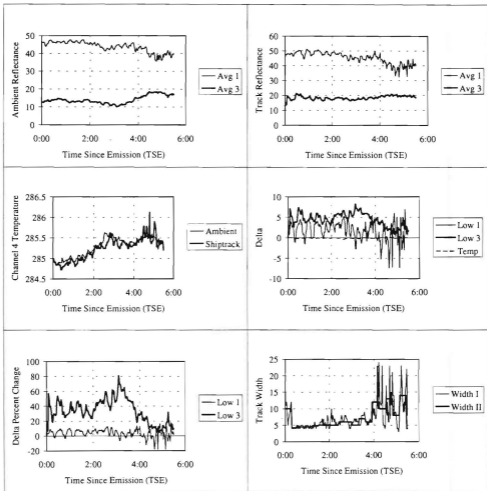 Ambient Reflectance
50
40
30
20
10
0
0:00 2:00 4:00 6:00
Time Since Emission (TSE)
Avg 1
Avg 3
Track Reflectance
60
50
40
30
20
10
0
0:00 2:00 4:00 6:00
Time Since Emission (TSE)
Avg 1
Avg 3
Channel 4 Temperature
286.5
286
285.5
285
284.5
0:00 2:00 4:00 6:00
Time Since Emission (TSE)
Ambient
Shiptrack
Delta
10
5
0
-5
-10
0:00 2:00 4:00 6:00
Time Since Emission (TSE)
Low 1
Low 3
Temp
Delta Percent Change
100
80
60
40
20
0
-20
0:00 2:00 4:00 6:00
Time Since Emission (TSE)
Low 1
Low 3
Track Width
25
20
15
10
5
0
0:00 2:00 4:00 6:00
Time Since Emission (TSE)
Width I
Width II